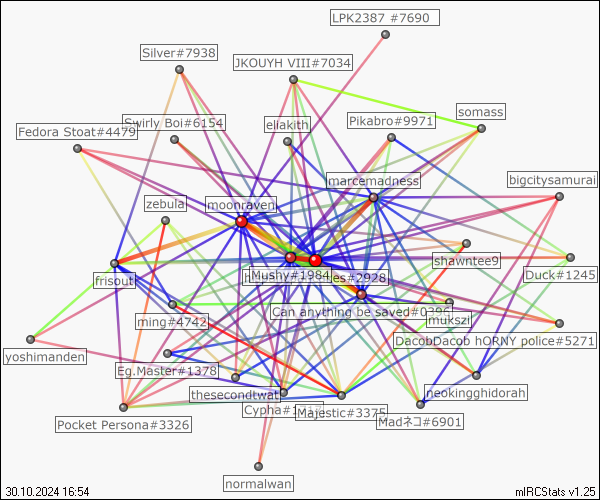 LPK2387 #7690
Silver#7938
JKOUYH VIII#7034
somass
Swirly Boi#6154
Pikabro#9971
Fedora Stoat#4479
eliakith
marcemadness
bigcitysamurai
zebula
moonraven
shawntee9
Mushy#1984
es#2928
Duck#1245
frisout
Can anything be saved#0396
ming#4742
mukszi
DacobDacob hORNY police#5271
yoshimanden
Eg.Master#1378
thesecondtwat
neokingghidorah
Cypha#1
Majestic#3375
Madネコ#6901
Pocket Persona#3326
normalwan
30.10.2024 16:54
mIRCStats v1.25